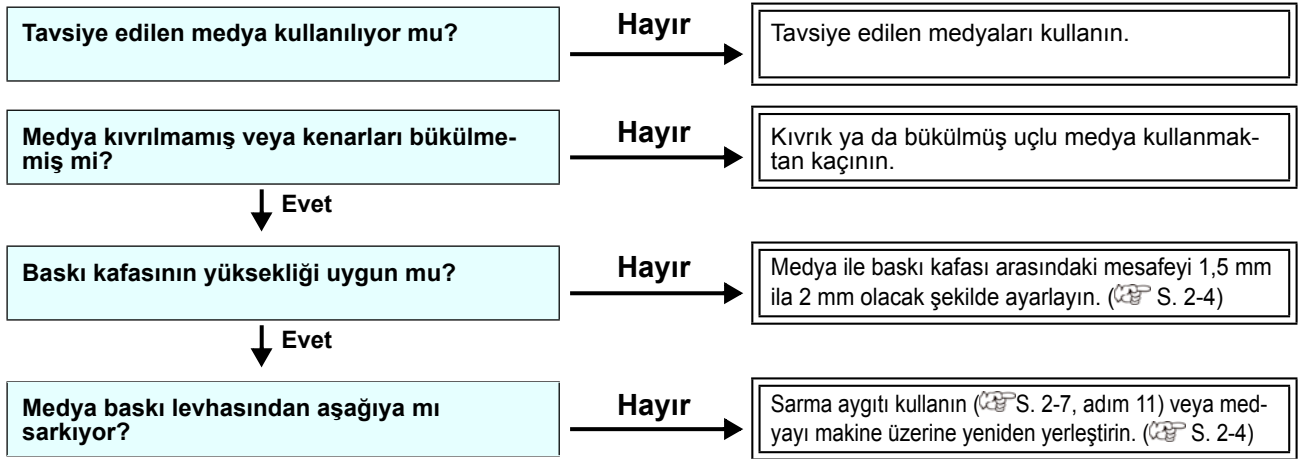 Tavsiye edilen medya kullanılıyor mu?
Hayır
Tavsiye edilen medyaları kullanın.
Medya kıvrılmamış veya kenarları bükülme-
miş mi?
Hayır
Kıvrık ya da bükülmüş uçlu medya kullanmak-
tan kaçının.
Evet
Baskı kafasının yüksekliği uygun mu?
Hayır
Medya ile baskı kafası arasındaki mesafeyi 1,5 mm
ila 2 mm olacak şekilde ayarlayın. (☞ S. 2-4)
Evet
Medya baskı levhasından aşağıya mı
sarkıyor?
Hayır
Sarma aygıtı kullanın (☞S. 2-7, adım 11) veya med-
yayı makine üzerine yeniden yerleştirin. (☞ S. 2-4)